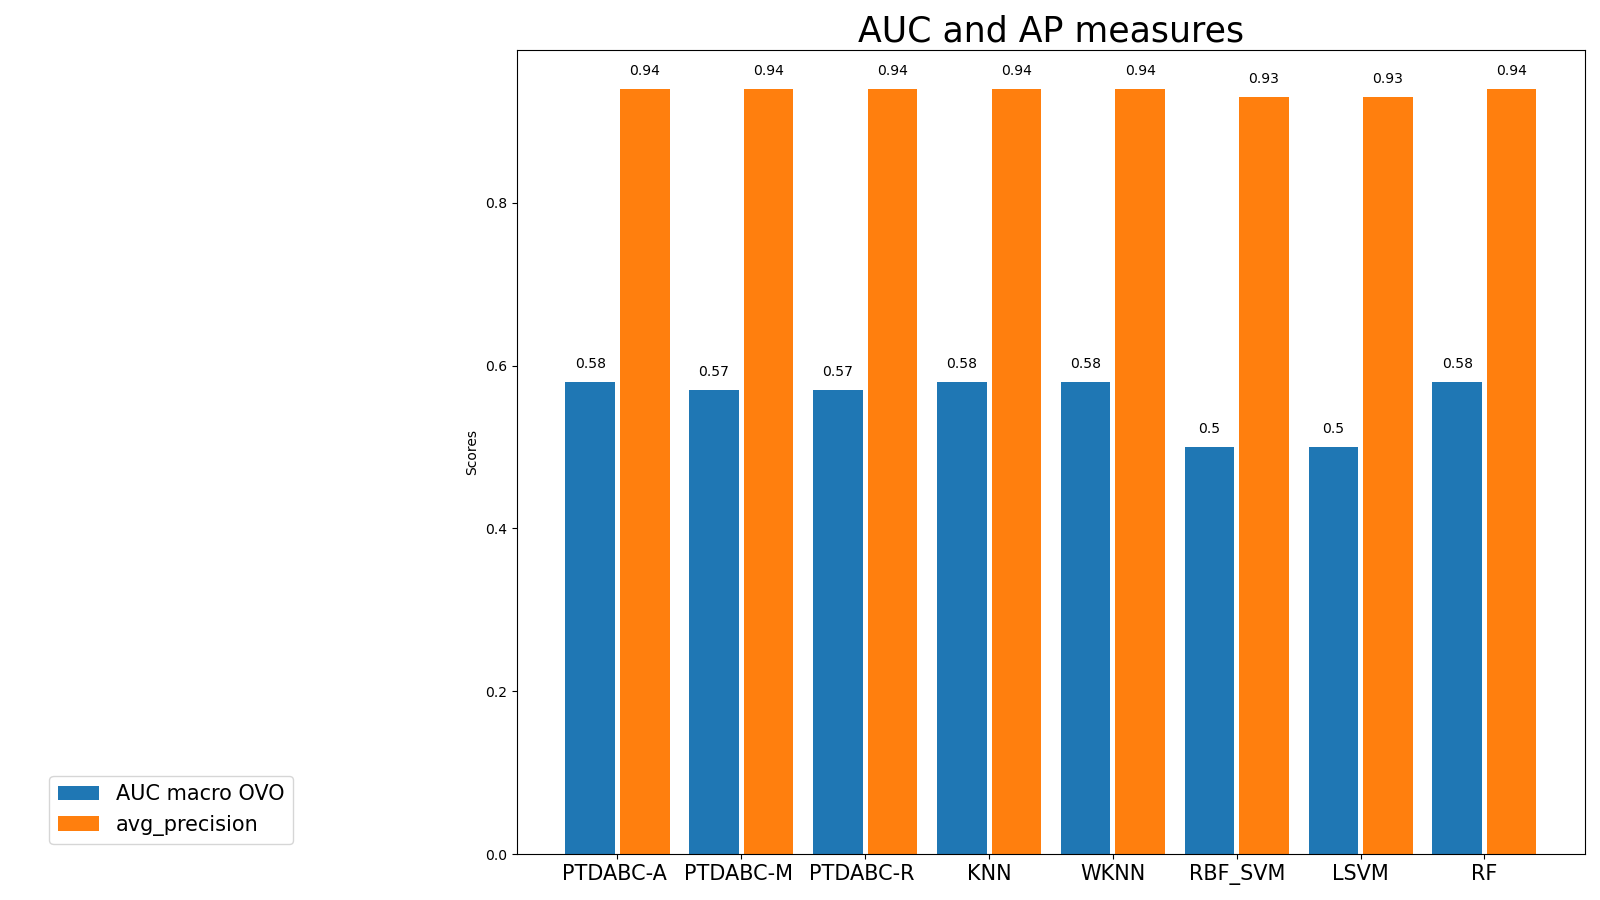 AUC and AP measures
0.94 0.94 0.94 0.94 0.94 0.93 0.93 0.94
0.58 0.57 0.57 0.58 0.58 0.5 0.5 0.58
Scores
0.8
0.6
0.4
0.2
0.0
PTDABC-A PTDABC-M PTDABC-R KNN WKNN RBF_SVM LSVM RF
AUC macro OVO
avg_precision